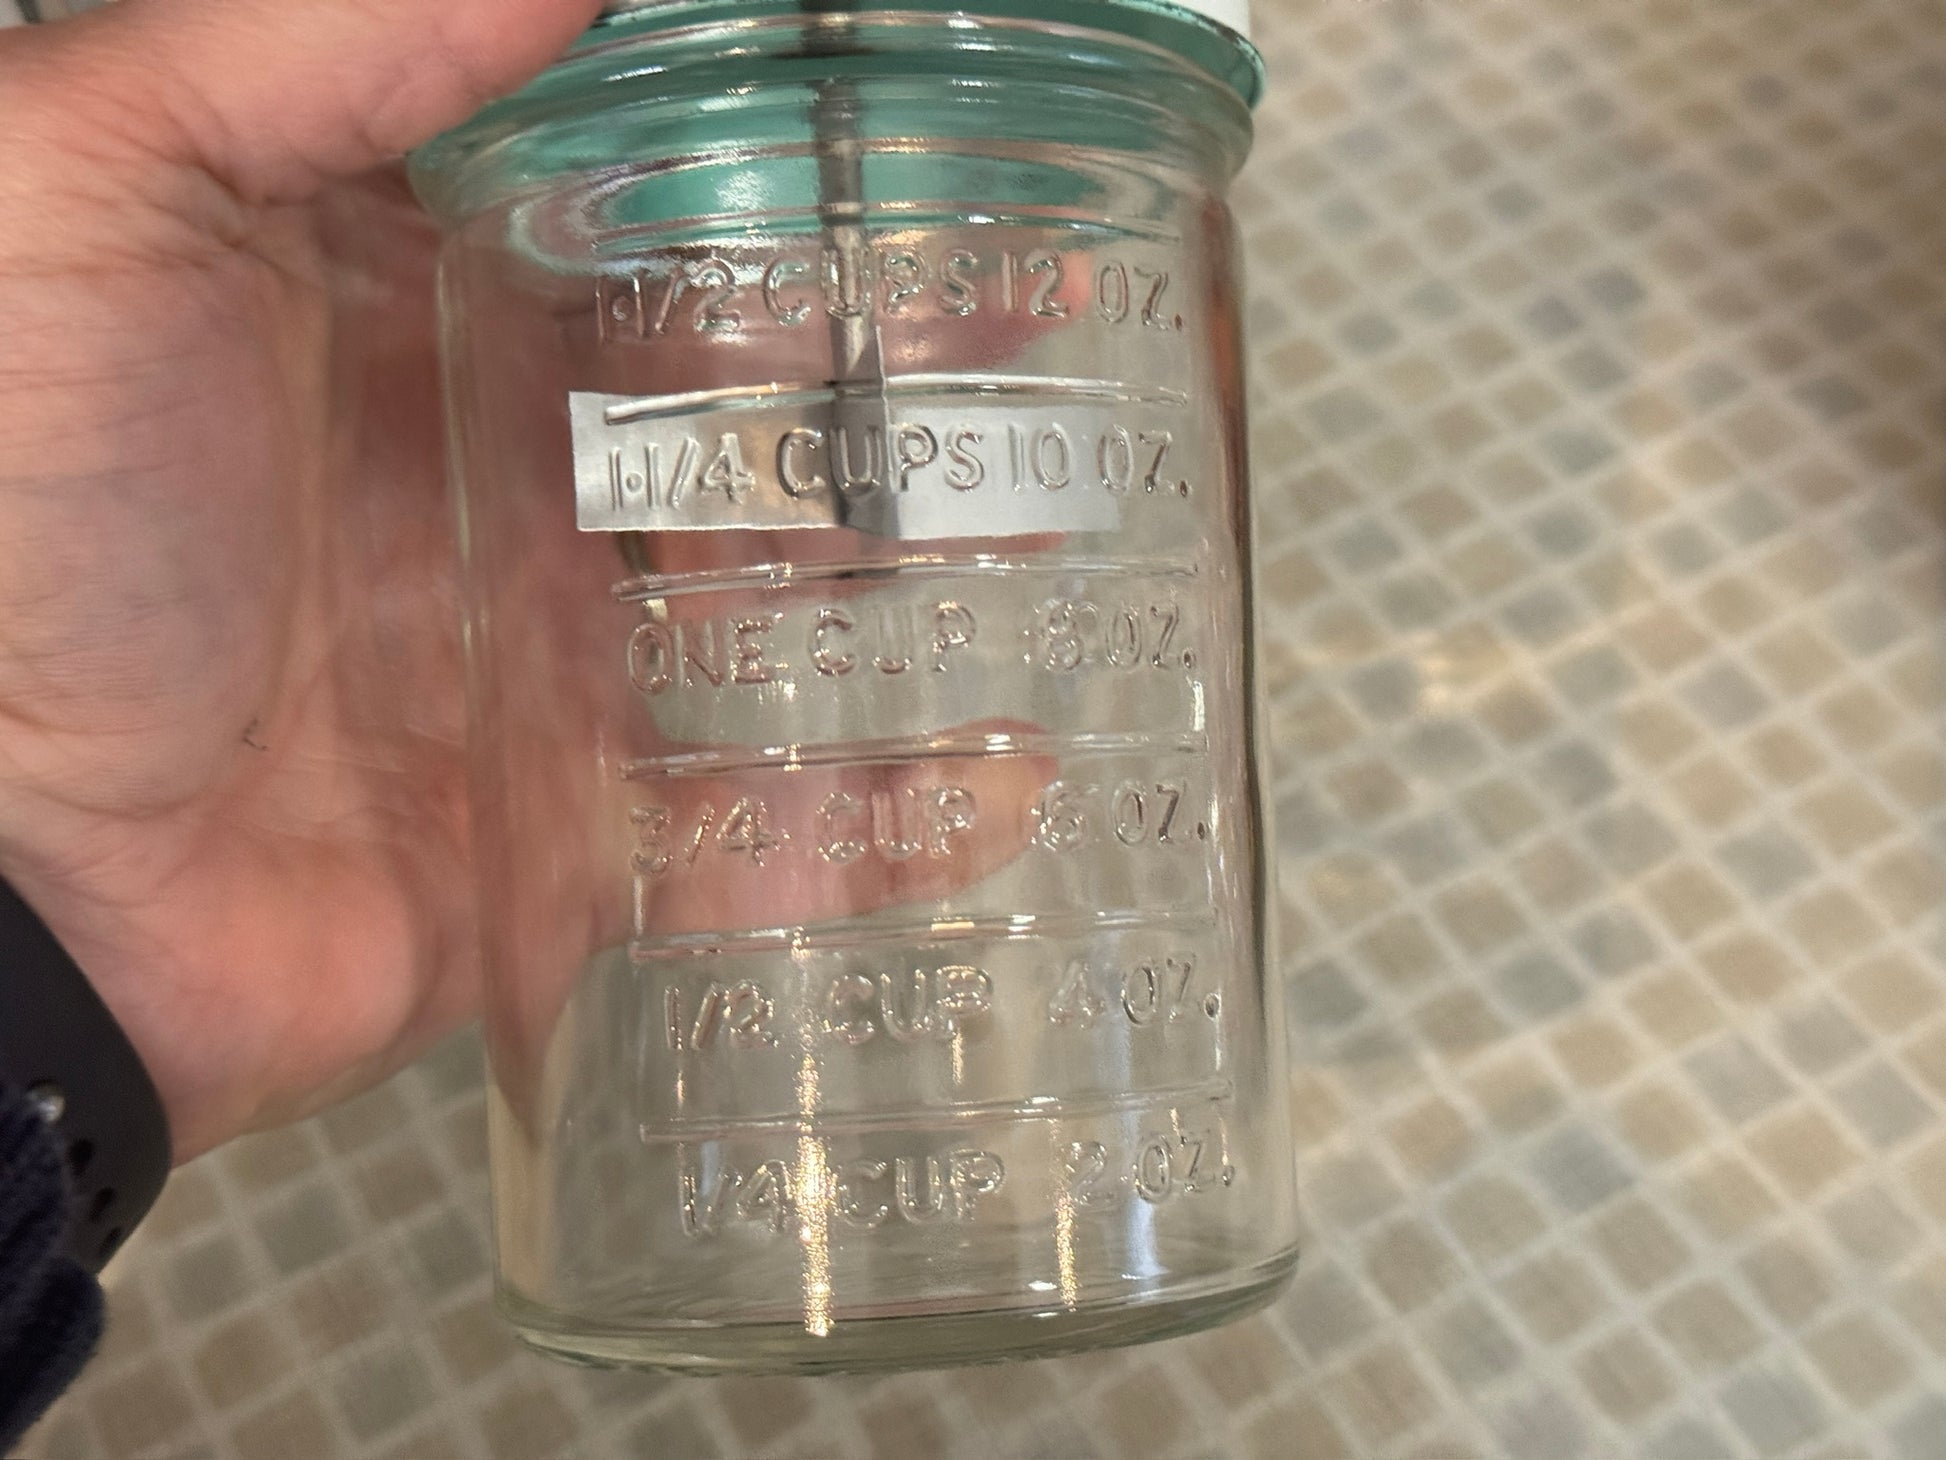 1·1/2 CUPS 12 OZ.
1·1/4 CUPS 10 OZ.
ONE CUP 8 OZ.
3/4 CUP 6 OZ.
1/2 CUP 4 OZ.
1/4 CUP 2 OZ.